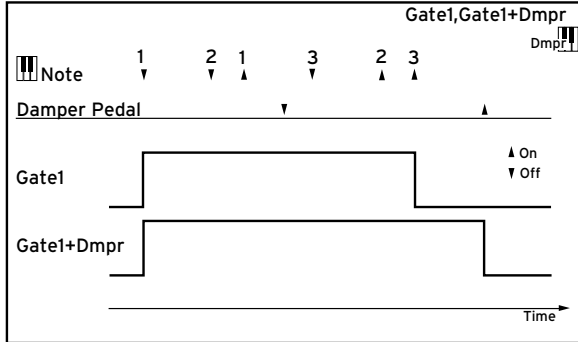 Gate1,Gate1+Dmpr
Dmpr
1 2 1 3 2 3
Note
Damper Pedal
Gate1
On
Off
Gate1+Dmpr
Time